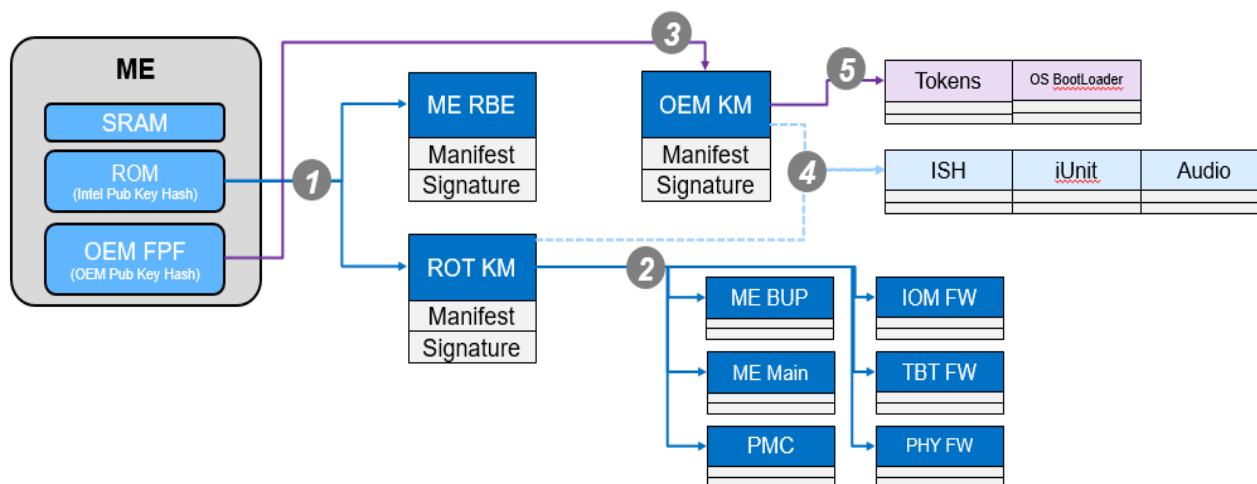 ME
SRAM
ROM
(Intel Pub Key Hash)
OEM FPF
(OEM Pub Key Hash)
1
ME RBE
Manifest
Signature
ROT KM
Manifest
Signature
3
OEM KM
Manifest
Signature
5
Tokens
OS BootLoader
4
ISH
iUnit
Audio
2
ME BUP
IOM FW
ME Main
TBT FW
PMC
PHY FW